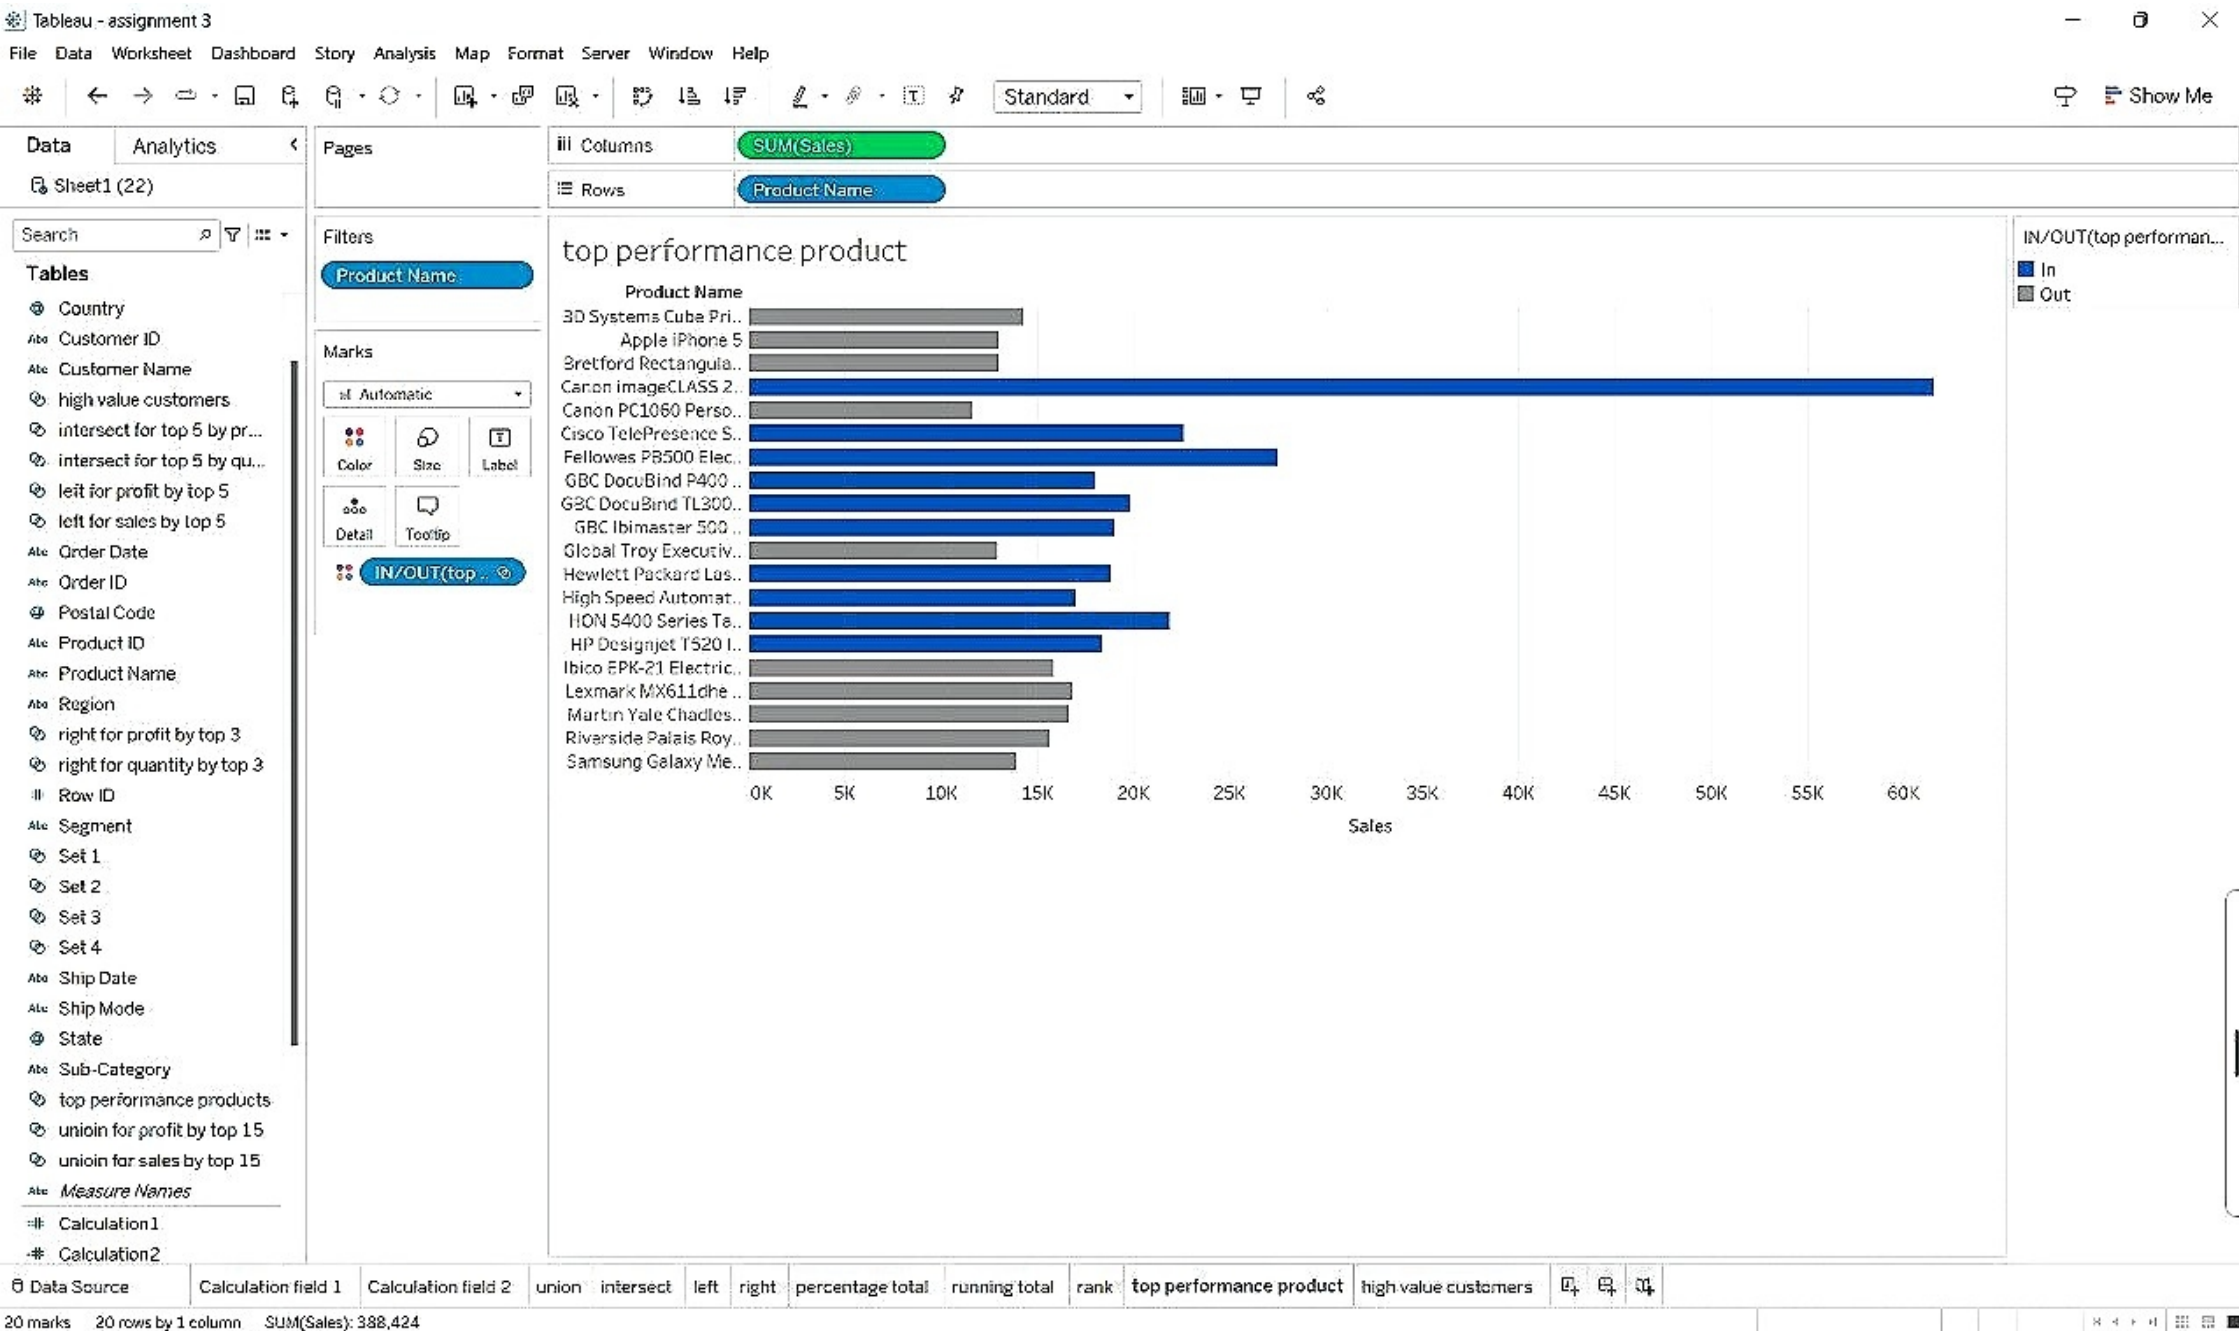 Tableau - assignment 3
File Data Worksheet Dashboard Story Analysis Map Format Server Window Help
Standard
Show Me
Data Analytics
Sheet1 (22)
Search
Tables
Country
Customer ID
Customer Name
high value customers
intersect for top 5 by pr...
intersect for top 5 by qu...
left for profit by top 5
left for sales by top 5
Order Date
Order ID
Postal Code
Product ID
Product Name
Region
right for profit by top 3
right for quantity by top 3
Row ID
Segment
Set 1
Set 2
Set 3
Set 4
Ship Date
Ship Mode
State
Sub-Category
top performance products
unioin for profit by top 15
unioin for sales by top 15
Measure Names
Calculation1
Calculation2
Pages
Filters
Product Name
Marks
Automatic
Color Size Label
Detail Tooltip
IN/OUT(top ..
Columns SUM(Sales)
Rows Product Name
top performance product
Product Name
3D Systems Cube Pri..
Apple iPhone 5
Bretford Rectangula..
Canon imageCLASS 2..
Canon PC1060 Perso..
Cisco TelePresence S..
Fellowes PB500 Elec..
GBC DocuBind P400 ..
GBC DocuBind TL300..
GBC Ibimaster 500 ..
Global Troy Executiv..
Hewlett Packard Las..
High Speed Automat..
HON 5400 Series Ta..
HP Designjet T520 I..
Ibico EPK-21 Electric..
Lexmark MX611dhe ..
Martin Yale Chadles..
Riverside Palais Roy..
Samsung Galaxy Me..
0K 5K 10K 15K 20K 25K 30K 35K 40K 45K 50K 55K 60K
Sales
IN/OUT(top performan...
In
Out
Data Source Calculation field 1 Calculation field 2 union intersect left right percentage total running total rank top performance product high value customers
20 marks 20 rows by 1 column SUM(Sales): 388,424